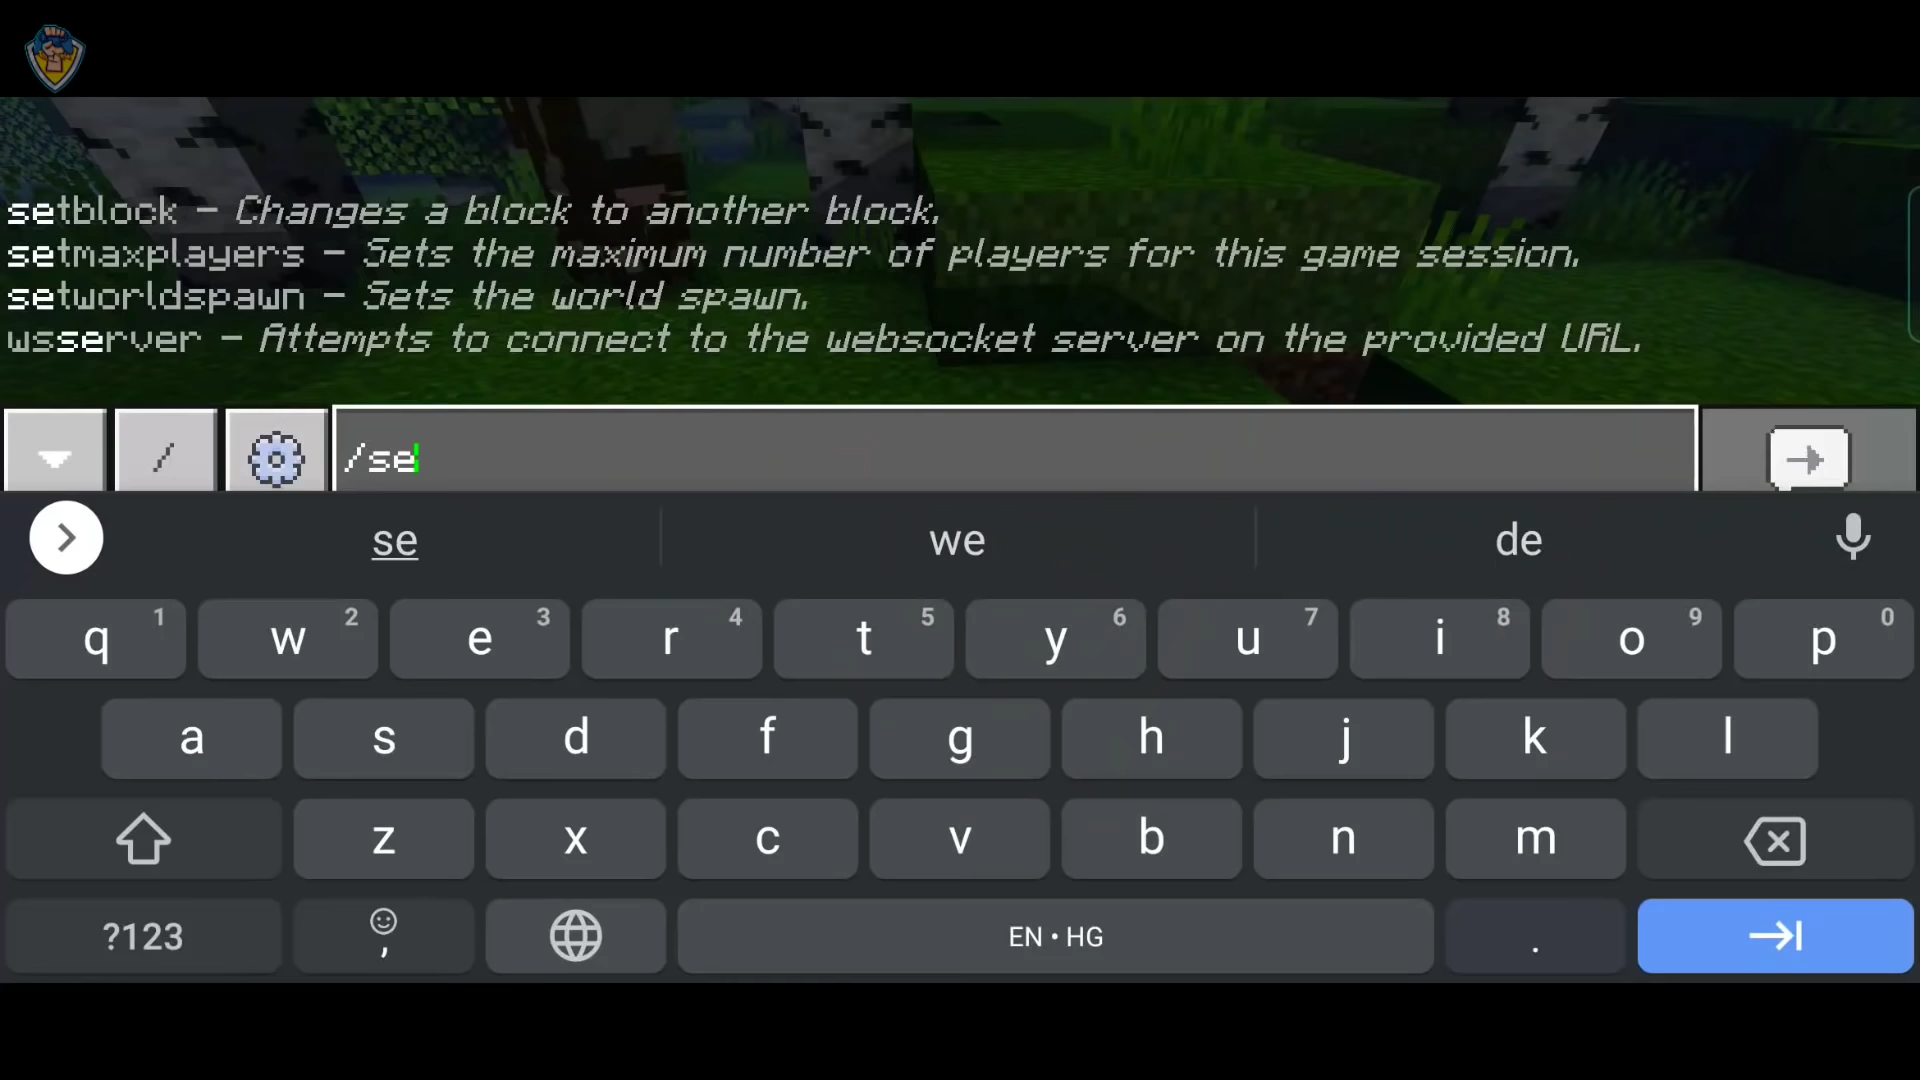 setblock – Changes a block to another block.
setmaxplayers – Sets the maximum number of players for this game session.
setworldspawn – Sets the world spawn.
wsserver – Attempts to connect to the websocket server on the provided URL.
/ /se
se we de
q 1 w 2 e 3 r 4 t 5 y 6 u 7 i 8 o 9 p 0
a s d f g h j k l
z x c v b n m
?123 , EN • HG .